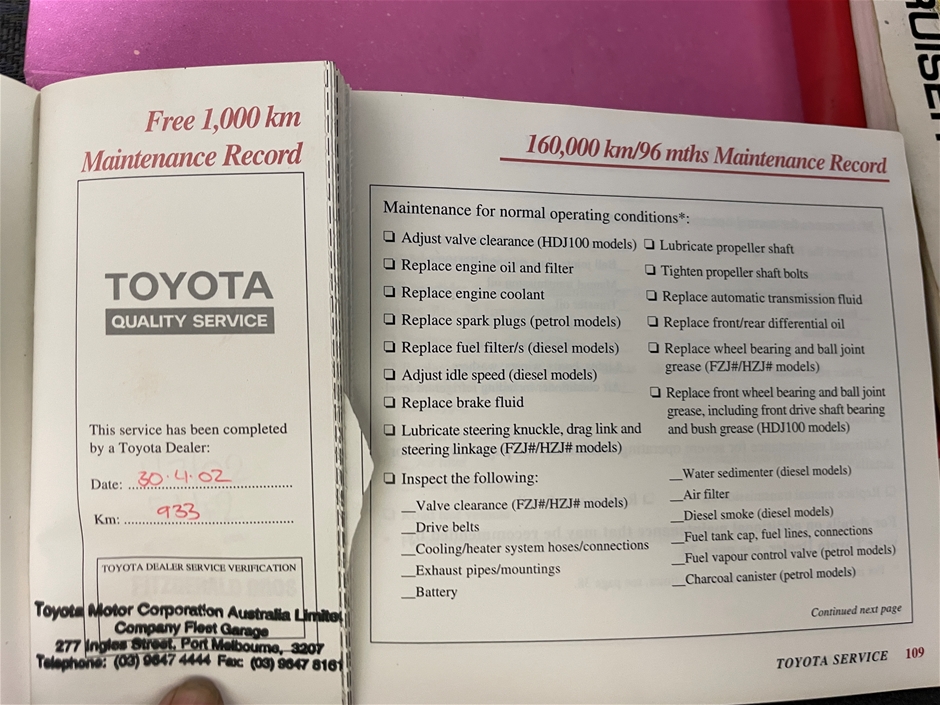 Free 1,000 km
Maintenance Record
TOYOTA
QUALITY SERVICE
This service has been completed
by a Toyota Dealer:
Date: 30.4.02
Km: 933
TOYOTA DEALER SERVICE VERIFICATION
Toyota Motor Corporation Australia Limited
Company Fleet Garage
277 Ingles Street, Port Melbourne, 3207
Telephone: (03) 9647 4444 Fax: (03) 9647 8161
160,000 km/96 mths Maintenance Record
Maintenance for normal operating conditions*:
❏ Adjust valve clearance (HDJ100 models)
❏ Replace engine oil and filter
❏ Replace engine coolant
❏ Replace spark plugs (petrol models)
❏ Replace fuel filter/s (diesel models)
❏ Adjust idle speed (diesel models)
❏ Replace brake fluid
❏ Lubricate steering knuckle, drag link and
steering linkage (FZJ#/HZJ# models)
❏ Inspect the following:
__Valve clearance (FZJ#/HZJ# models)
__Drive belts
__Cooling/heater system hoses/connections
__Exhaust pipes/mountings
__Battery
❏ Lubricate propeller shaft
❏ Tighten propeller shaft bolts
❏ Replace automatic transmission fluid
❏ Replace front/rear differential oil
❏ Replace wheel bearing and ball joint
grease (FZJ#/HZJ# models)
❏ Replace front wheel bearing and ball joint
grease, including front drive shaft bearing
and bush grease (HDJ100 models)
__Water sedimenter (diesel models)
__Air filter
__Diesel smoke (diesel models)
__Fuel tank cap, fuel lines, connections
__Fuel vapour control valve (petrol models)
__Charcoal canister (petrol models)
Continued next page
TOYOTA SERVICE 109